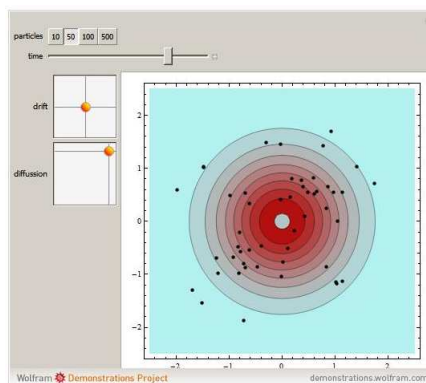 particles 10 50 100 500
time
drift
diffussion
2
1
0
−1
−2
−2 −1 0 1 2
Wolfram Demonstrations Project demonstrations.wolfram.com